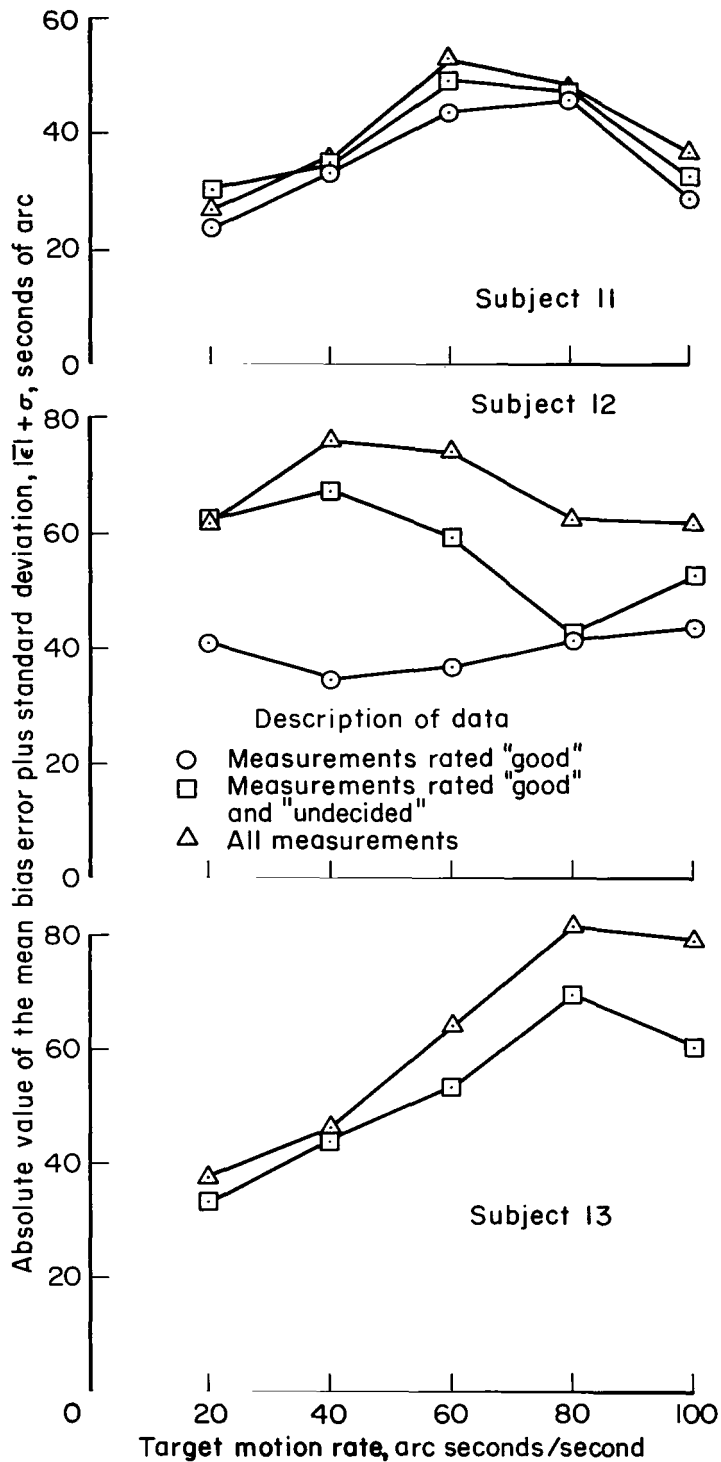 Absolute value of the mean bias error plus standard deviation, |ε̅| + σ, seconds of arc
60
40
20
0
Subject 11
Subject 12
80
60
40
20
0
Description of data
Measurements rated "good"
Measurements rated "good"
and "undecided"
All measurements
80
60
40
20
Subject 13
0 20 40 60 80 100
Target motion rate, arc seconds/second